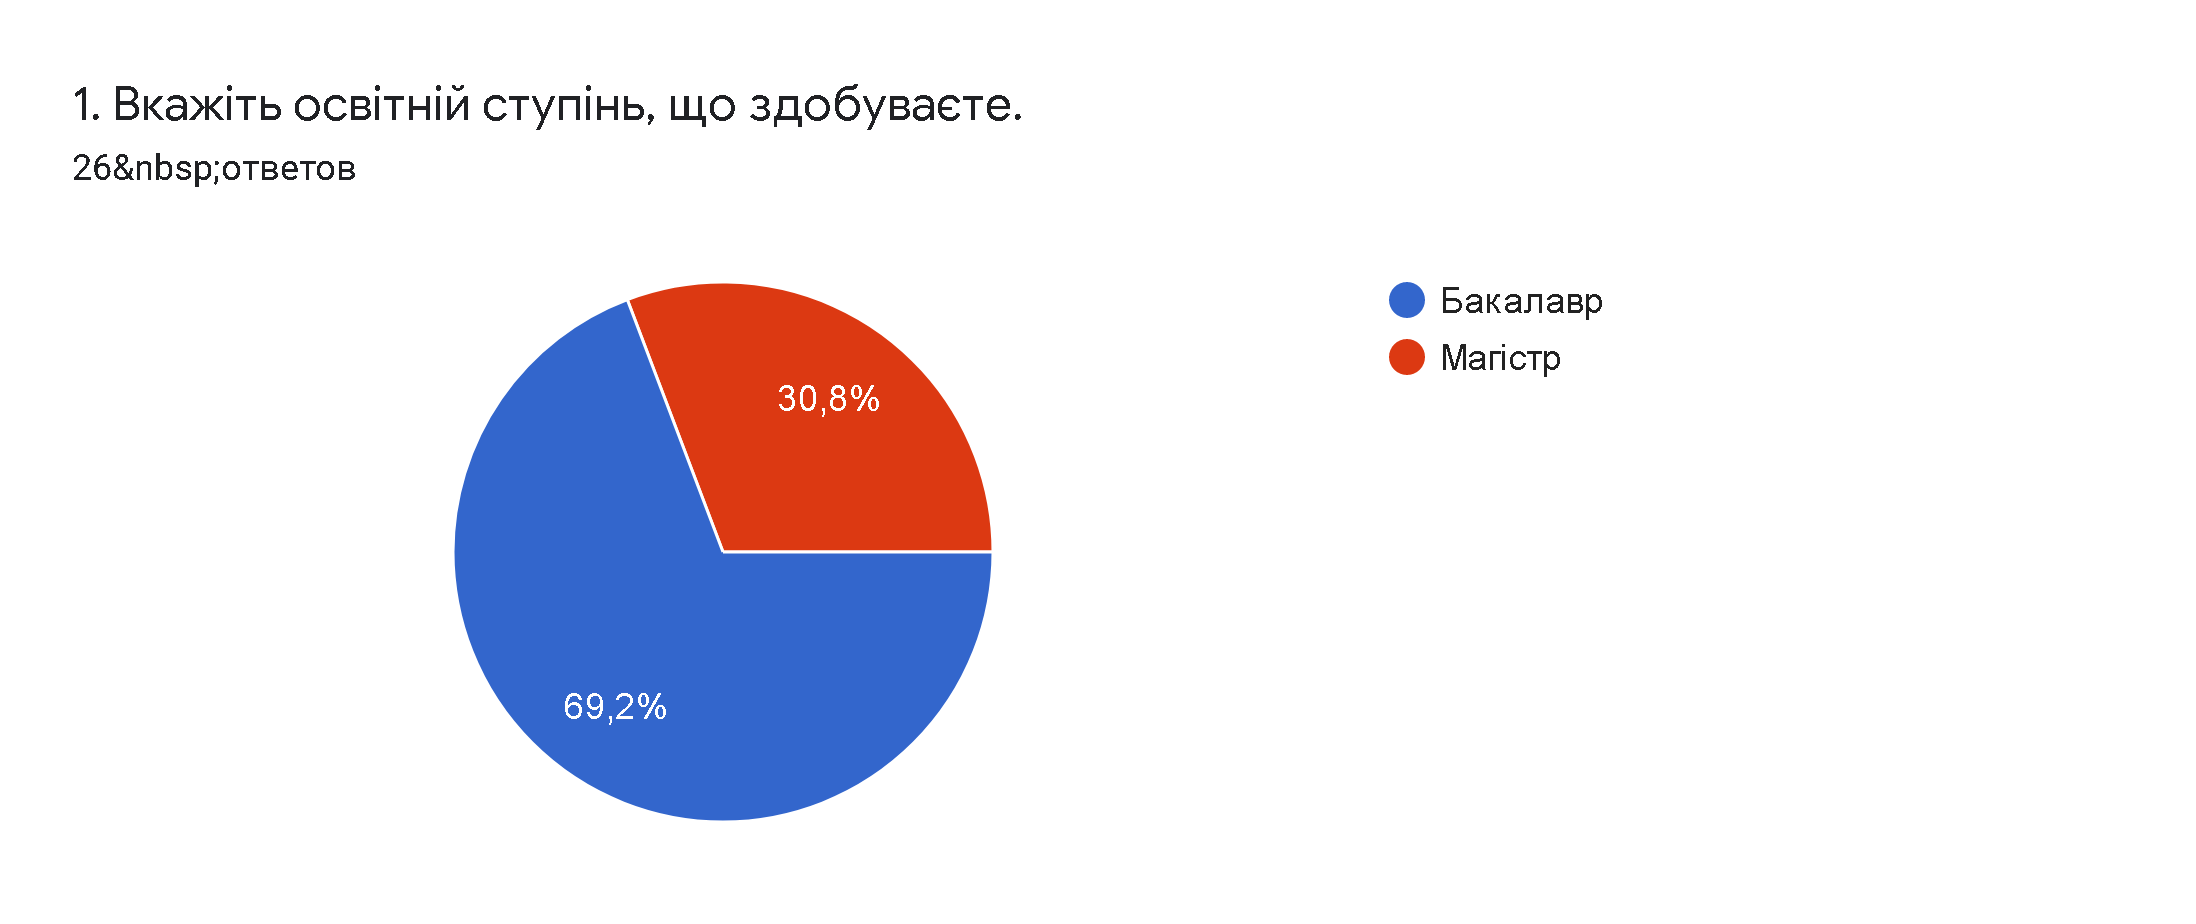 1. Вкажіть освітній ступінь, що здобуваєте.
26&nbsp;ответов
Бакалавр
Магістр
30,8%
69,2%